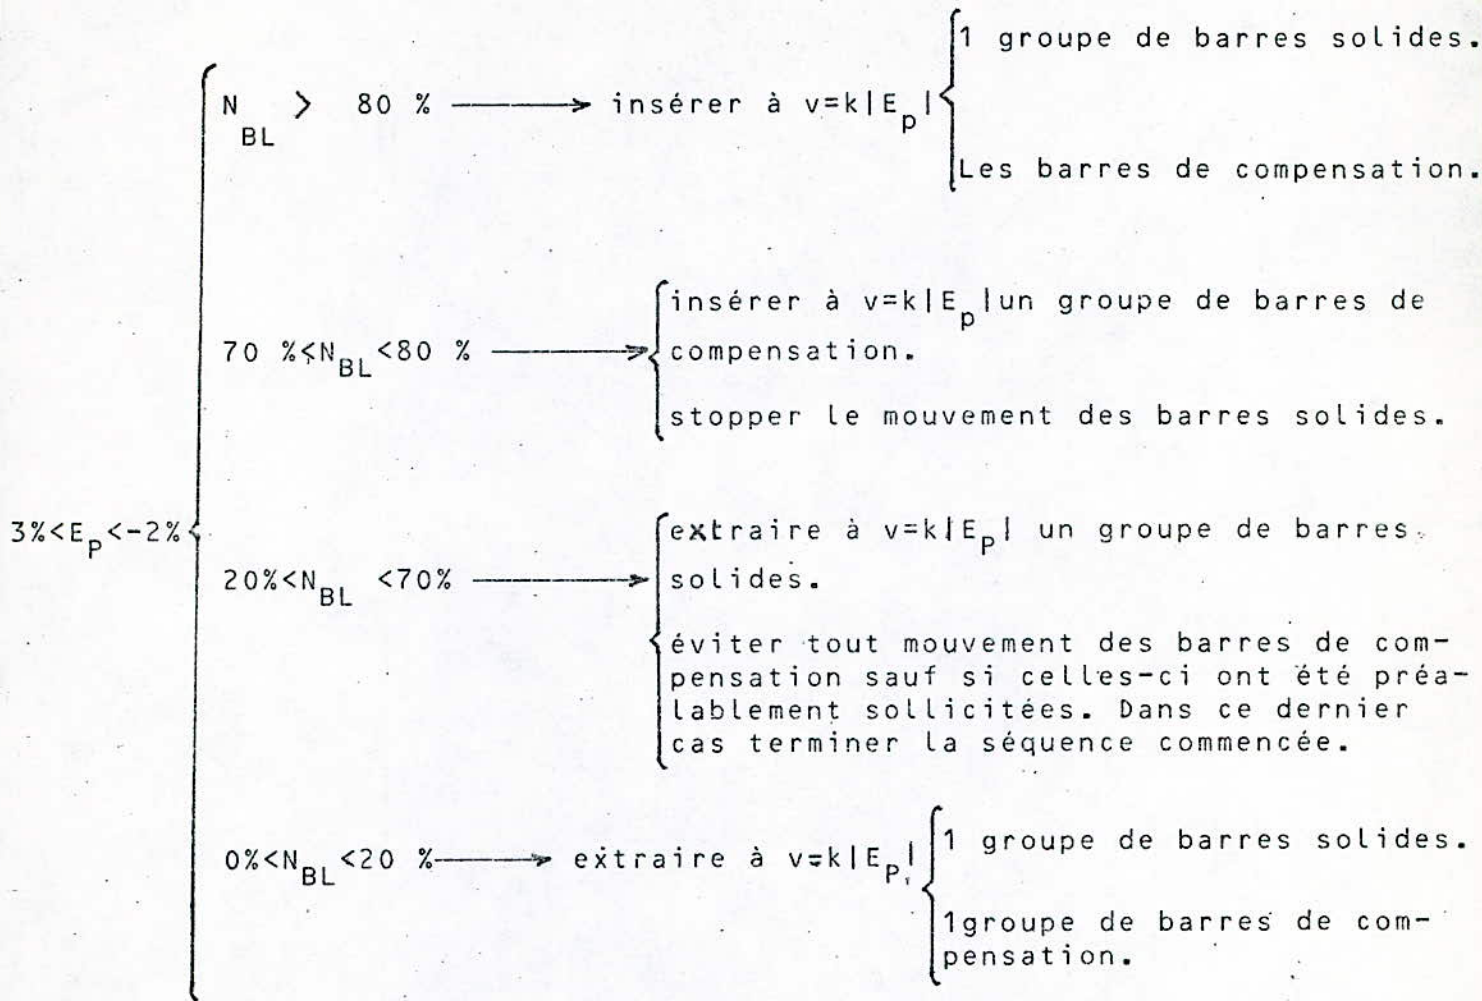 1 groupe de barres solides.
N_BL > 80 % ⟶ insérer à v=k|E_p|
Les barres de compensation.
insérer à v=k|E_p|un groupe de barres de
70 %≤N_BL <80 % ⟶ compensation.
stopper le mouvement des barres solides.
3%<E_p<-2%
extraire à v=k|E_p| un groupe de barres
20%<N_BL <70% ⟶ solides.
éviter tout mouvement des barres de com-
pensation sauf si celles-ci ont été préa-
lablement sollicitées. Dans ce dernier
cas terminer la séquence commencée.
0%<N_BL <20 % ⟶ extraire à v=k|E_P|
1 groupe de barres solides.
1groupe de barres de com-
pensation.